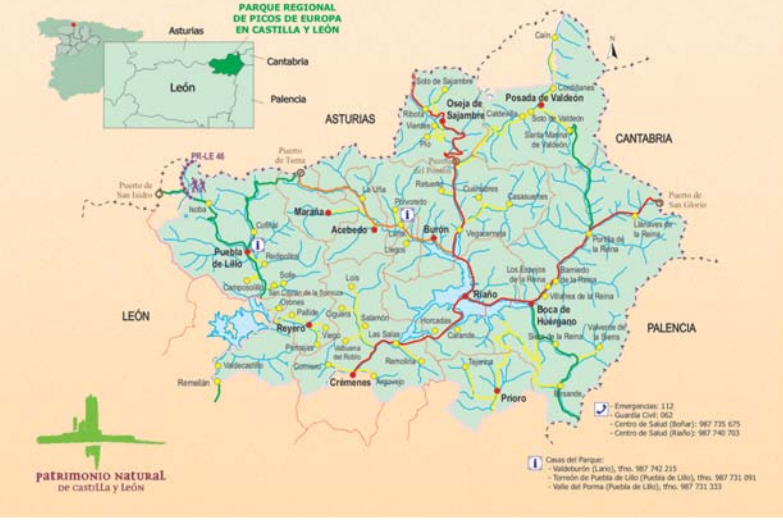 PARQUE REGIONAL
DE PICOS DE EUROPA
EN CASTILLA Y LEÓN
Asturias
Cantabria
León
Palencia
ASTURIAS
CANTABRIA
LEÓN
PALENCIA
N
Caín
Cordiñanes
Posada de Valdeón
Soto de Valdeón
Santa Marina
de Valdeón
Caldevilla
Soto de Sajambre
Oseja de
Sajambre
Ribota
Vierdes
Pío
Puerto
del Pontón
PR-LE 46
Puerto de
San Isidro
Puerto
de Tarna
Puerto de
San Glorio
Isoba
Cofiñal
Puebla
de Lillo
Redipollos
Camposolillo
Solle
San Cibrián de la Somoza
Orones
Maraña
Acebedo
La Uña
Polvoredo
Lario
Liegos
Burón
Retuerto
Cuénabres
Casasuertes
Vegacerneja
Llánaves de
la Reina
Portilla de
la Reina
Los Espejos
de la Reina
Barniedo
de la Reina
Villafrea de la Reina
Boca de
Huérgano
Riaño
Lois
Pallide
Ciguera
Salamón
Reyero
Viego
Primajas
Valbuena
del Roblo
Las Salas
Horcadas
Carande
Siero de la Reina
Valverde de
la Sierra
Valdecastillo
Remellán
Corniero
Crémenes
Argovejo
Remolina
Tejerina
Prioro
Besande
- Emergencias: 112
- Guardia Civil: 062
- Centro de Salud (Boñar): 987 735 675
- Centro de Salud (Riaño): 987 740 703
i Casas del Parque:
- Valdeburón (Lario), tfno. 987 742 215
- Torreón de Puebla de Lillo (Puebla de Lillo), tfno. 987 731 091
- Valle del Porma (Puebla de Lillo), tfno. 987 731 333
PATRIMONIO NATURAL
DE CASTILLA Y LEÓN